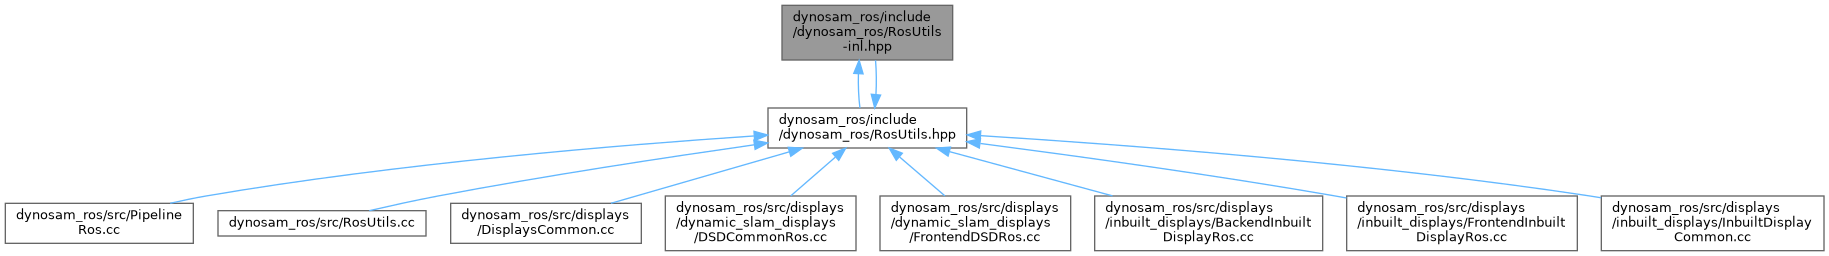 dynosam_ros/include
/dynosam_ros/RosUtils
-inl.hpp
dynosam_ros/include
/dynosam_ros/RosUtils.hpp
dynosam_ros/src/Pipeline
Ros.cc
dynosam_ros/src/RosUtils.cc
dynosam_ros/src/displays
/DisplaysCommon.cc
dynosam_ros/src/displays
/dynamic_slam_displays
/DSDCommonRos.cc
dynosam_ros/src/displays
/dynamic_slam_displays
/FrontendDSDRos.cc
dynosam_ros/src/displays
/inbuilt_displays/BackendInbuilt
DisplayRos.cc
dynosam_ros/src/displays
/inbuilt_displays/FrontendInbuilt
DisplayRos.cc
dynosam_ros/src/displays
/inbuilt_displays/InbuiltDisplay
Common.cc